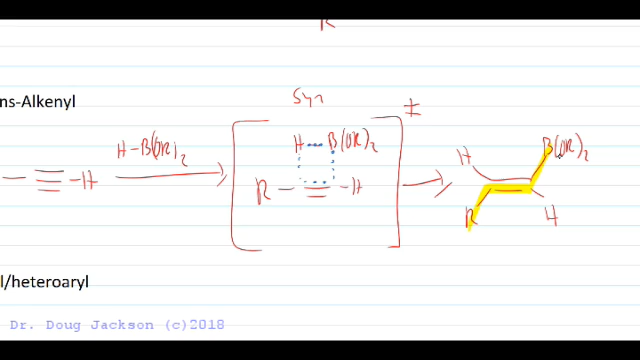 R
Syn
ns-Alkenyl
‡
H-B(OR)₂
H B(OR)₂
H
B(OR)₂
≡-H
R - ≡ -H
R
H
l/heteroaryl
Dr. Doug Jackson (c)2018